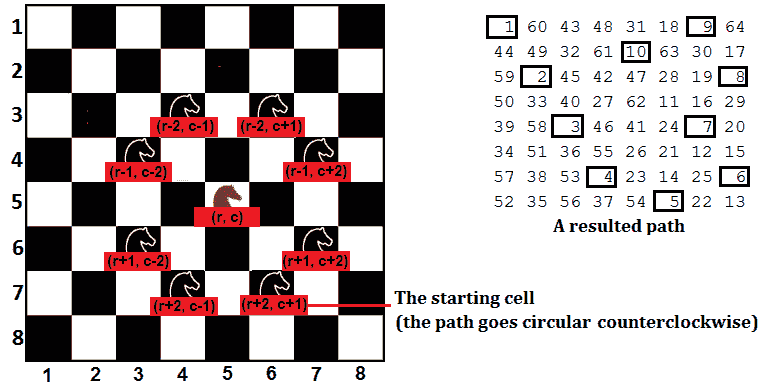 1
2
3
4
5
6
7
8
1 2 3 4 5 6 7 8
(r-2, c-1) (r-2, c+1)
(r-1, c-2) (r-1, c+2)
(r, c)
(r+1, c-2) (r+1, c+2)
(r+2, c-1) (r+2, c+1)
1 60 43 48 31 18 9 64
44 49 32 61 10 63 30 17
59 2 45 42 47 28 19 8
50 33 40 27 62 11 16 29
39 58 3 46 41 24 7 20
34 51 36 55 26 21 12 15
57 38 53 4 23 14 25 6
52 35 56 37 54 5 22 13
A resulted path
The starting cell
(the path goes circular counterclockwise)